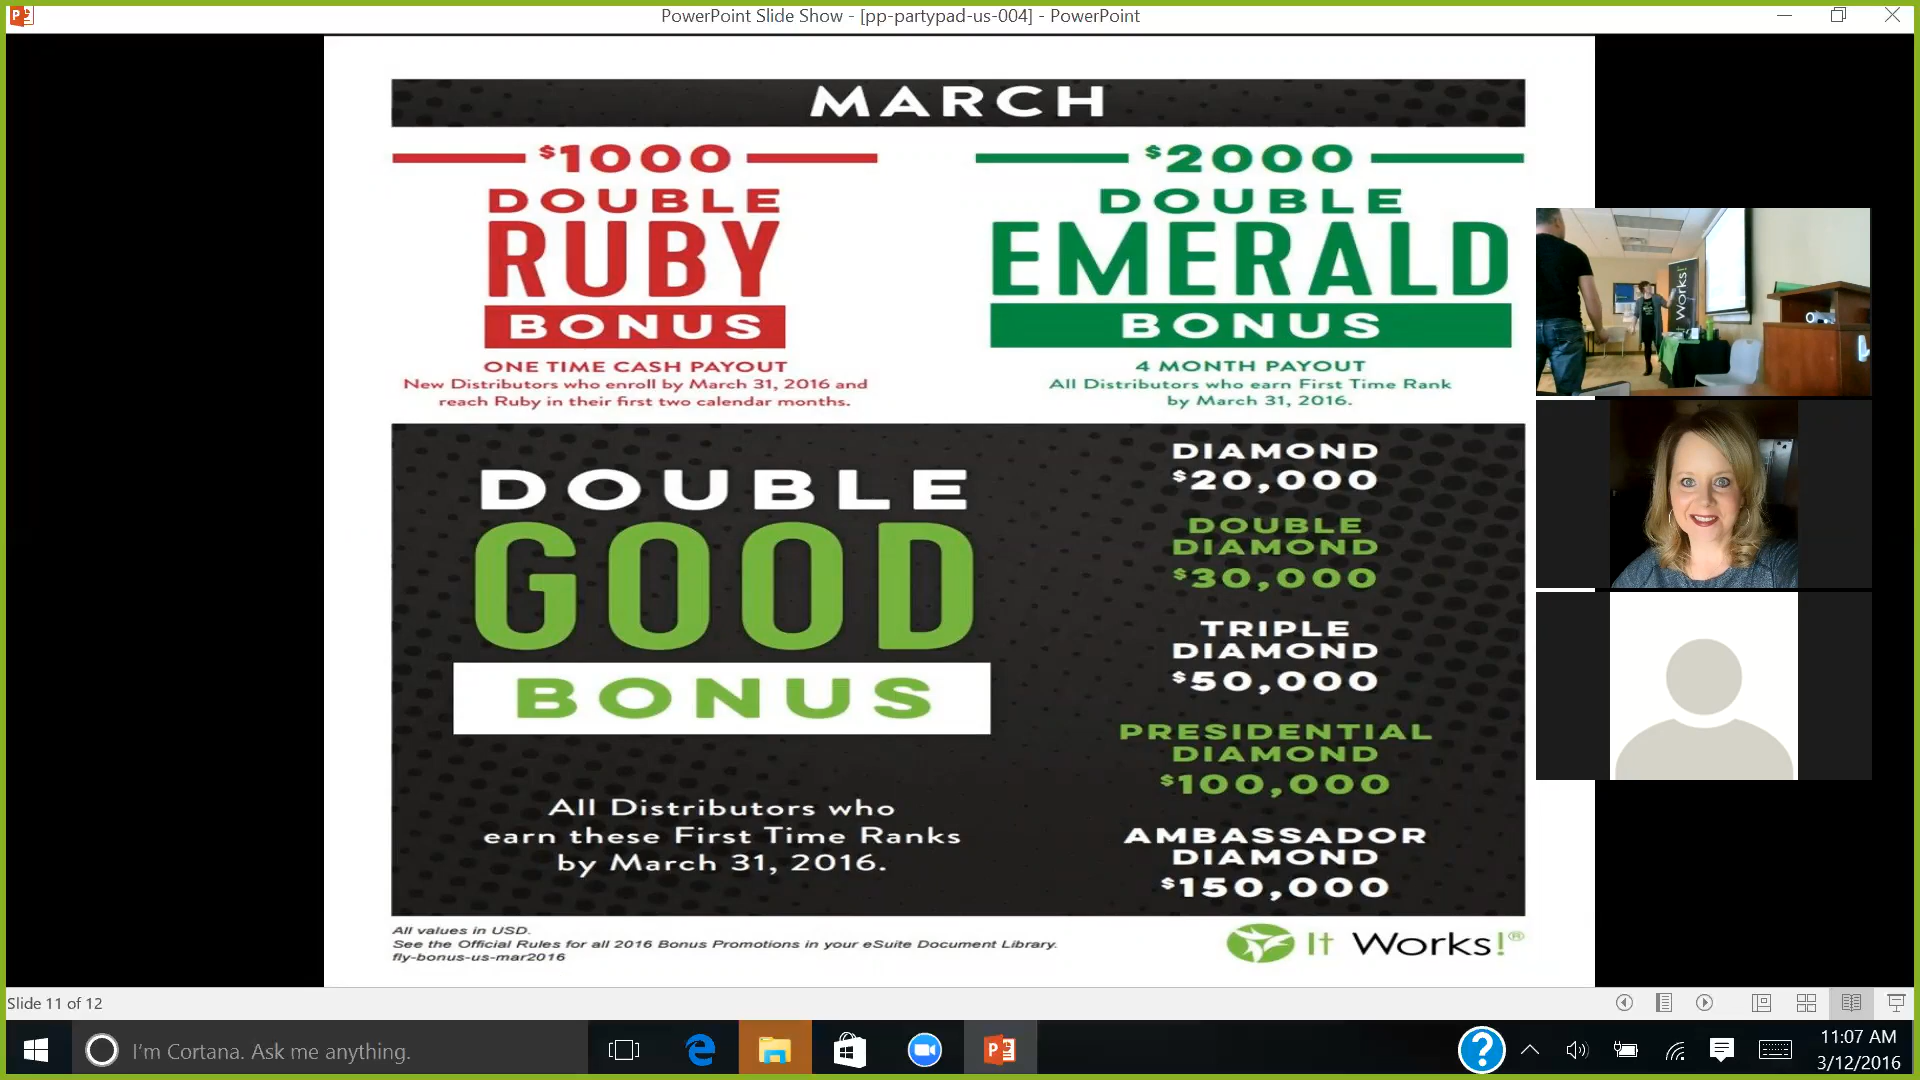 PowerPoint Slide Show - [pp-partypad-us-004] - PowerPoint
MARCH
$1000
DOUBLE
RUBY
BONUS
ONE TIME CASH PAYOUT
New Distributors who enroll by March 31, 2016 and
reach Ruby in their first two calendar months.
$2000
DOUBLE
EMERALD
BONUS
4 MONTH PAYOUT
All Distributors who earn First Time Rank
by March 31, 2016.
DOUBLE
GOOD
BONUS
All Distributors who
earn these First Time Ranks
by March 31, 2016.
DIAMOND
$20,000
DOUBLE
DIAMOND
$30,000
TRIPLE
DIAMOND
$50,000
PRESIDENTIAL
DIAMOND
$100,000
AMBASSADOR
DIAMOND
$150,000
All values in USD.
See the Official Rules for all 2016 Bonus Promotions in your eSuite Document Library.
fly-bonus-us-mar2016
It Works!®
It Works!
Slide 11 of 12
I'm Cortana. Ask me anything.
11:07 AM
3/12/2016